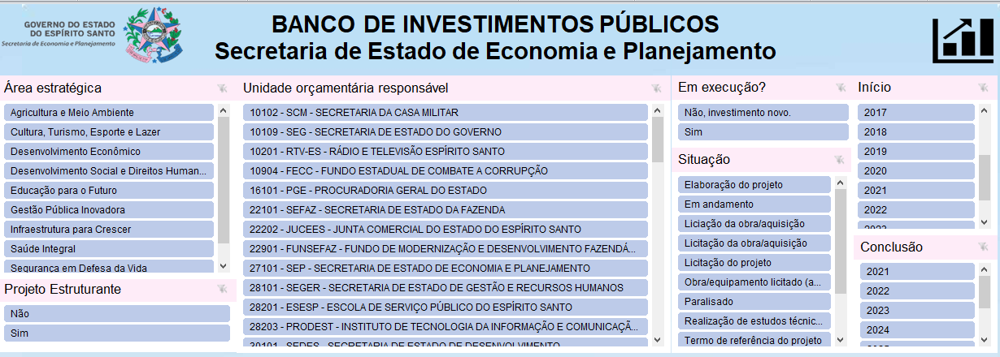 GOVERNO DO ESTADO
DO ESPÍRITO SANTO
Secretaria de Economia e Planejamento
BANCO DE INVESTIMENTOS PÚBLICOS
Secretaria de Estado de Economia e Planejamento
Área estratégica
Agricultura e Meio Ambiente
Cultura, Turismo, Esporte e Lazer
Desenvolvimento Econômico
Desenvolvimento Social e Direitos Human...
Educação para o Futuro
Gestão Pública Inovadora
Infraestrutura para Crescer
Saúde Integral
Segurança em Defesa da Vida
Projeto Estruturante
Não
Sim
Unidade orçamentária responsável
10102 - SCM - SECRETARIA DA CASA MILITAR
10109 - SEG - SECRETARIA DE ESTADO DO GOVERNO
10201 - RTV-ES - RÁDIO E TELEVISÃO ESPÍRITO SANTO
10904 - FECC - FUNDO ESTADUAL DE COMBATE A CORRUPÇÃO
16101 - PGE - PROCURADORIA GERAL DO ESTADO
22101 - SEFAZ - SECRETARIA DE ESTADO DA FAZENDA
22202 - JUCEES - JUNTA COMERCIAL DO ESTADO DO ESPÍRITO SANTO
22901 - FUNSEFAZ - FUNDO DE MODERNIZAÇÃO E DESENVOLVIMENTO FAZENDÁ...
27101 - SEP - SECRETARIA DE ESTADO DE ECONOMIA E PLANEJAMENTO
28101 - SEGER - SECRETARIA DE ESTADO DE GESTÃO E RECURSOS HUMANOS
28201 - ESESP - ESCOLA DE SERVIÇO PÚBLICO DO ESPÍRITO SANTO
28203 - PRODEST - INSTITUTO DE TECNOLOGIA DA INFORMAÇÃO E COMUNICAÇÃ...
30101 - SEDES - SECRETARIA DE ESTADO DE DESENVOLVIMENTO
Em execução?
Não, investimento novo.
Sim
Situação
Elaboração do projeto
Em andamento
Liciação da obra/aquisição
Licitação da obra/aquisição
Licitação do projeto
Obra/equipamento licitado (a...
Paralisado
Realização de estudos técnic...
Termo de referência do projeto
Início
2017
2018
2019
2020
2021
2022
2023
Conclusão
2021
2022
2023
2024
2025